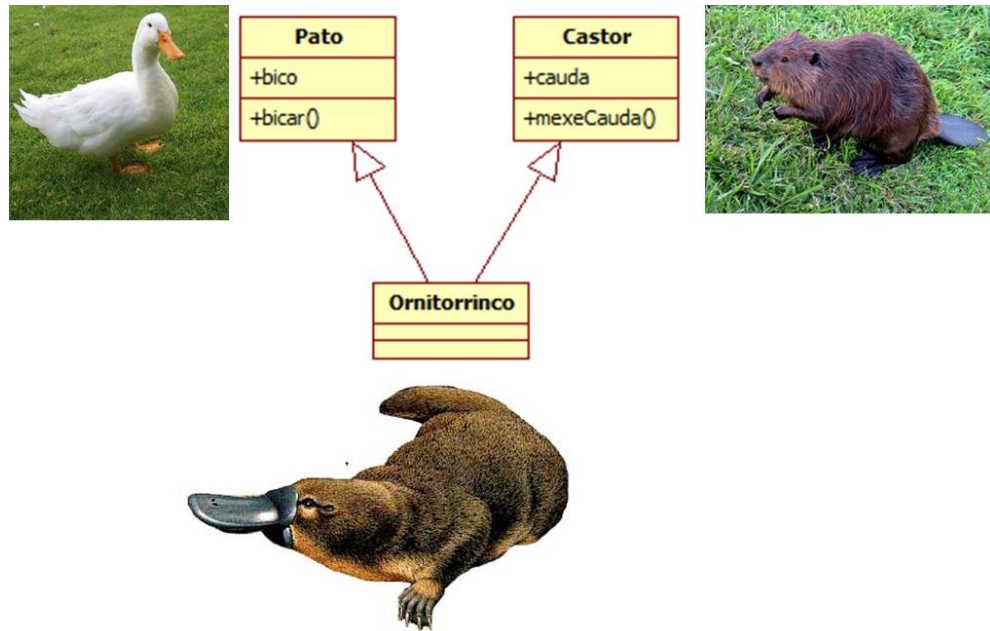 Pato
+bico
+bicar()
Castor
+cauda
+mexeCauda()
Ornitorrinco